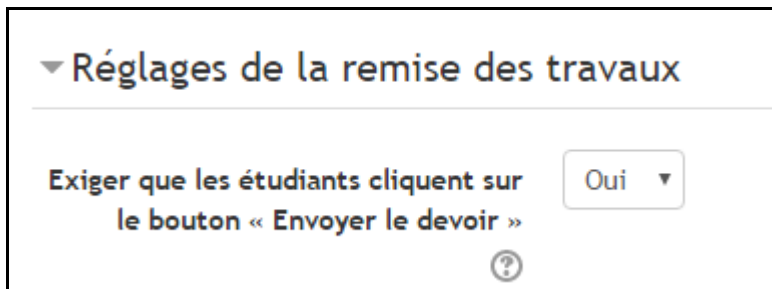 Réglages de la remise des travaux
Exiger que les étudiants cliquent sur
le bouton « Envoyer le devoir »
Oui